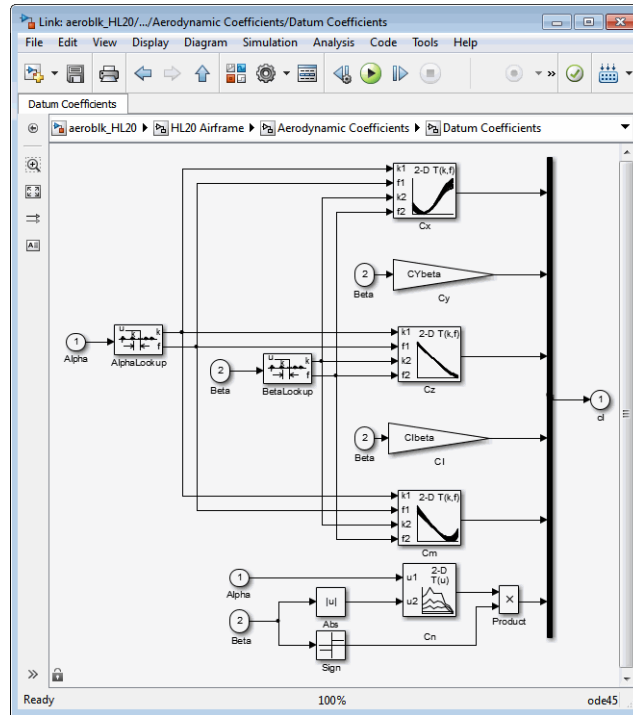 Link: aeroblk_HL20/.../Aerodynamic Coefficients/Datum Coefficients
File Edit View Display Diagram Simulation Analysis Code Tools Help
»
Datum Coefficients
aeroblk_HL20 HL20 Airframe Aerodynamic Coefficients Datum Coefficients
k1 2-D T(k,f)
f1
k2
f2
Cx
2
Beta
CYbeta
Cy
1
Alpha
u
k
f
AlphaLookup
2
Beta
u
k
f
BetaLookup
k1 2-D T(k,f)
f1
k2
f2
Cz
1
cl
2
Beta
Clbeta
Cl
k1 2-D T(k,f)
f1
k2
f2
Cm
1
Alpha
2
Beta
|u|
Abs
Sign
u1
u2
2-D
T(u)
Cn
×
Product
»
Ready 100% ode45